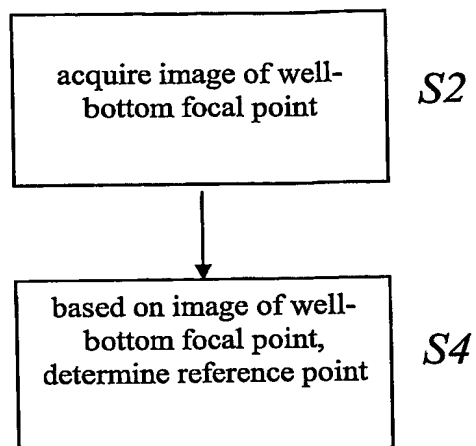 acquire image of well-
bottom focal point
S2
based on image of well-
bottom focal point,
determine reference point
S4